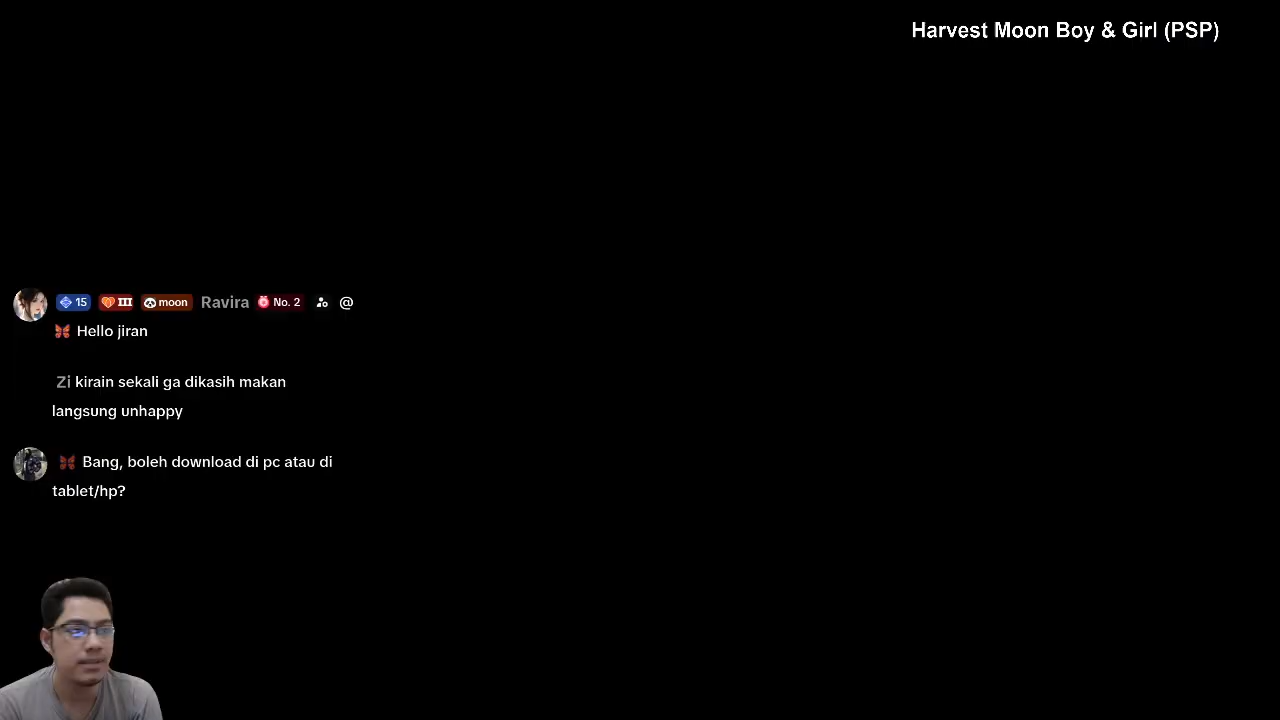 Harvest Moon Boy & Girl (PSP)
15 III moon Ravira No. 2 @
Hello jiran
Zi kirain sekali ga dikasih makan
langsung unhappy
Bang, boleh download di pc atau di
tablet/hp?